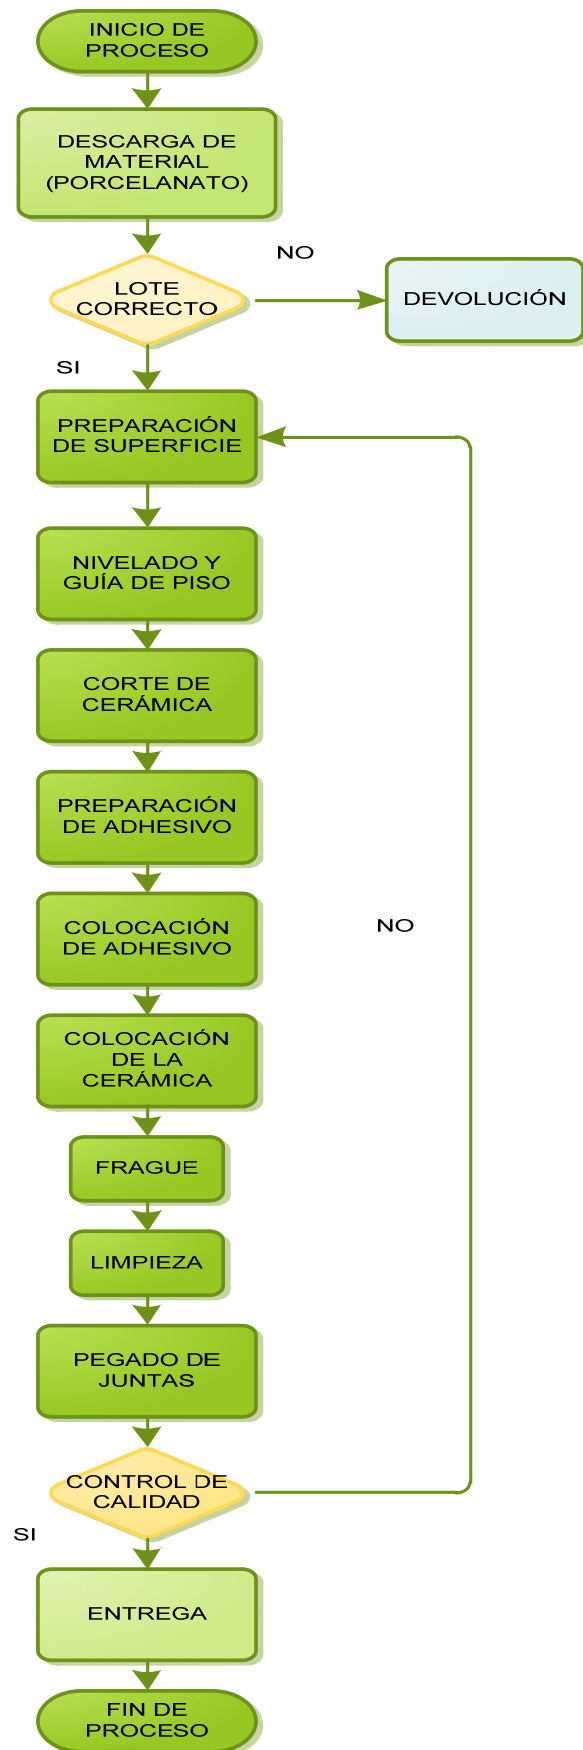 INICIO DE
PROCESO
DESCARGA DE
MATERIAL
(PORCELANATO)
NO
LOTE
CORRECTO
DEVOLUCIÓN
SI
PREPARACIÓN
DE SUPERFICIE
NIVELADO Y
GUÍA DE PISO
CORTE DE
CERÁMICA
PREPARACIÓN
DE ADHESIVO
COLOCACIÓN
DE ADHESIVO
NO
COLOCACIÓN
DE LA
CERÁMICA
FRAGUE
LIMPIEZA
PEGADO DE
JUNTAS
CONTROL DE
CALIDAD
SI
ENTREGA
FIN DE
PROCESO